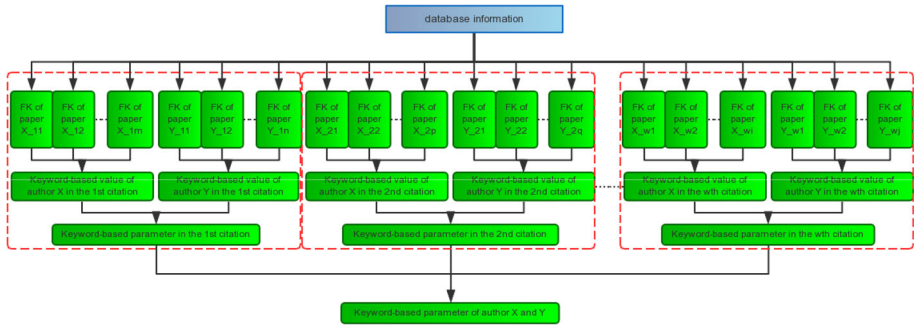 database information
FK of paper X_11
FK of paper X_12
FK of paper X_1m
FK of paper Y_11
FK of paper Y_12
FK of paper Y_1n
FK of paper X_21
FK of paper X_22
FK of paper X_2p
FK of paper Y_21
FK of paper Y_22
FK of paper Y_2q
FK of paper X_w1
FK of paper X_w2
FK of paper X_wi
FK of paper Y_w1
FK of paper Y_w2
FK of paper Y_wj
Keyword-based value of
author X in the 1st citation
Keyword-based value of
author Y in the 1st citation
Keyword-based value of
author X in the 2nd citation
Keyword-based value of
author Y in the 2nd citation
Keyword-based value of
author X in the wth citation
Keyword-based value of
author Y in the wth citation
Keyword-based parameter in the 1st citation
Keyword-based parameter in the 2nd citation
Keyword-based parameter in the wth citation
Keyword-based parameter of author X and Y